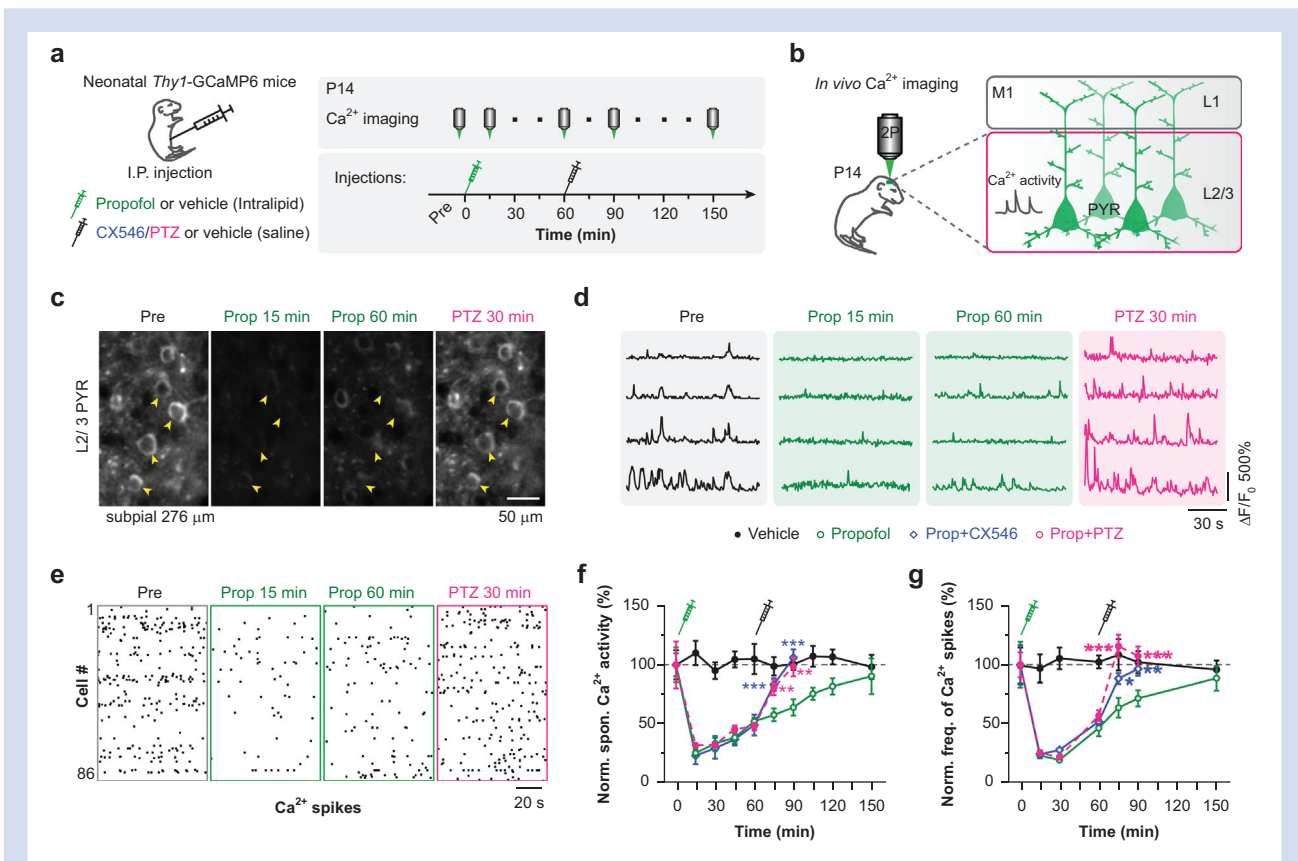 a
Neonatal Thy1-GCaMP6 mice
I.P. injection
Propofol or vehicle (Intralipid)
CX546/PTZ or vehicle (saline)
P14
Ca2+ imaging
Injections:
Pre
0 30 60 90 120 150
Time (min)
b
In vivo Ca2+ imaging
2P
P14
M1
L1
Ca2+ activity
PYR
L2/3
c
Pre Prop 15 min Prop 60 min PTZ 30 min
L2/ 3 PYR
subpial 276 μm
50 μm
d
Pre Prop 15 min Prop 60 min PTZ 30 min
ΔF/F0 500%
30 s
Vehicle Propofol Prop+CX546 Prop+PTZ
e
Pre Prop 15 min Prop 60 min PTZ 30 min
1
Cell #
86
Ca2+ spikes
20 s
f
Norm. spon. Ca2+ activity (%)
150
100
50
0
***
***
**
**
0 30 60 90 120 150
Time (min)
g
Norm. freq. of Ca2+ spikes (%)
150
100
50
0
***
***
**
*
0 30 60 90 120 150
Time (min)